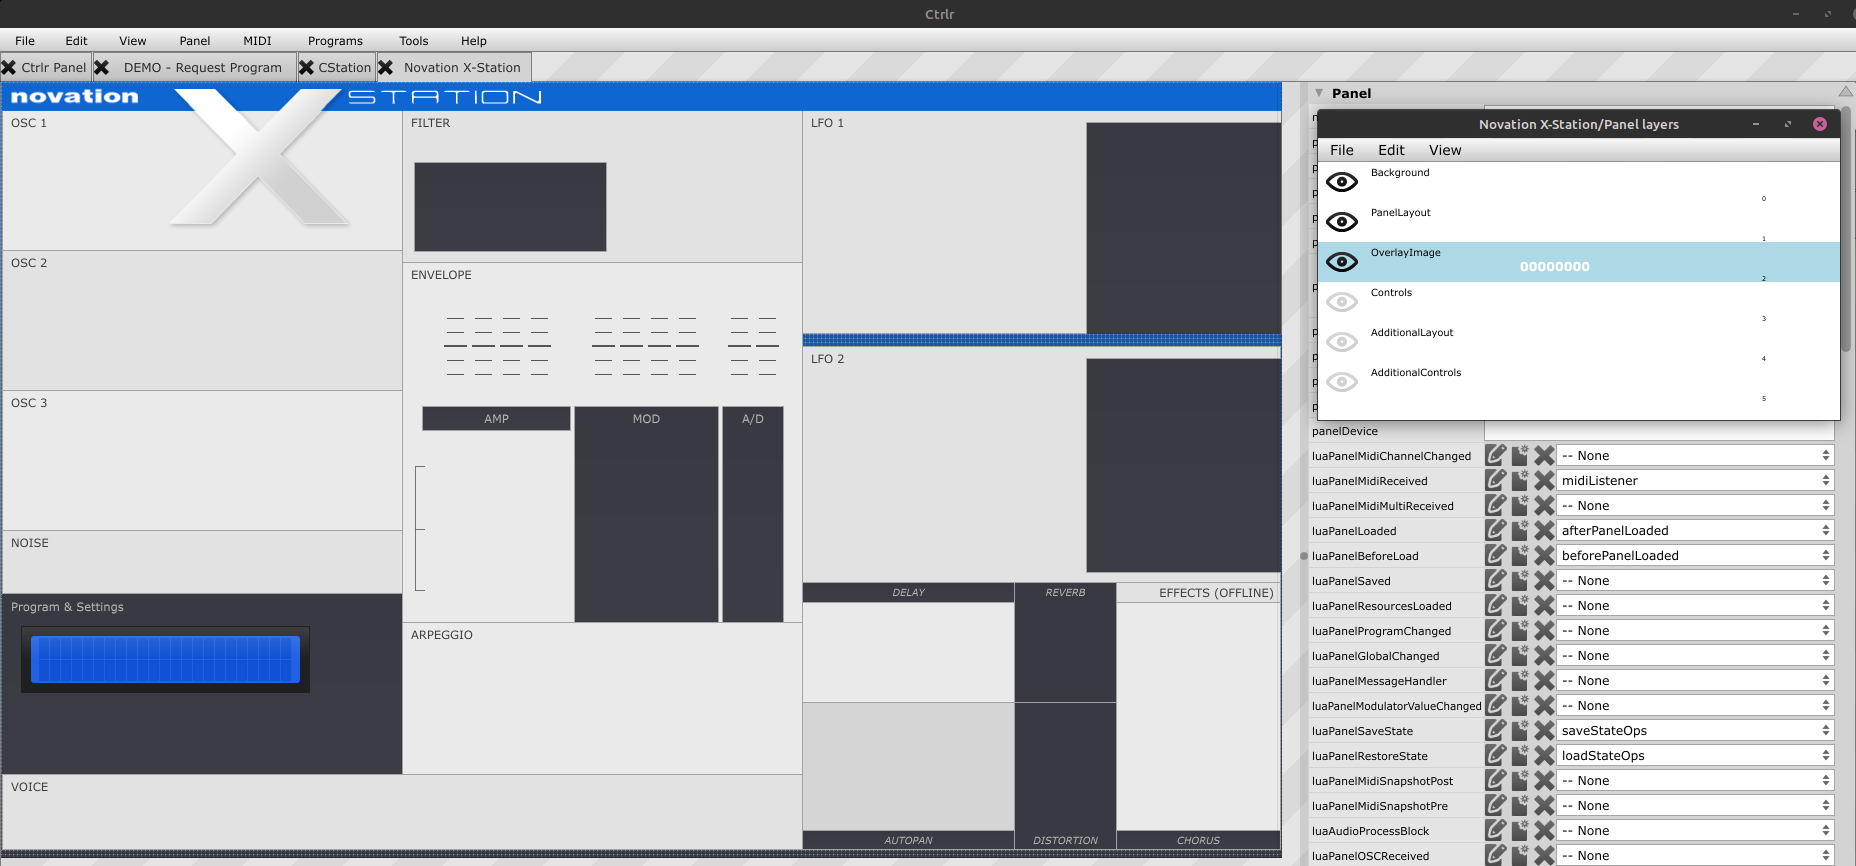 Ctrlr
File Edit View Panel MIDI Programs Tools Help
Ctrlr Panel DEMO - Request Program CStation Novation X-Station
novation X STATION
OSC 1
OSC 2
OSC 3
NOISE
Program & Settings
VOICE
FILTER
ENVELOPE
AMP MOD A/D
ARPEGGIO
LFO 1
LFO 2
DELAY REVERB EFFECTS (OFFLINE)
AUTOPAN DISTORTION CHORUS
Panel
Novation X-Station/Panel layers
File Edit View
Background
0
PanelLayout
1
OverlayImage
00000000
2
Controls
3
AdditionalLayout
4
AdditionalControls
5
panelDevice
luaPanelMidiChannelChanged -- None
luaPanelMidiReceived midiListener
luaPanelMidiMultiReceived -- None
luaPanelLoaded afterPanelLoaded
luaPanelBeforeLoad beforePanelLoaded
luaPanelSaved -- None
luaPanelResourcesLoaded -- None
luaPanelProgramChanged -- None
luaPanelGlobalChanged -- None
luaPanelMessageHandler -- None
luaPanelModulatorValueChanged -- None
luaPanelSaveState saveStateOps
luaPanelRestoreState loadStateOps
luaPanelMidiSnapshotPost -- None
luaPanelMidiSnapshotPre -- None
luaAudioProcessBlock -- None
luaPanelOSCReceived -- None